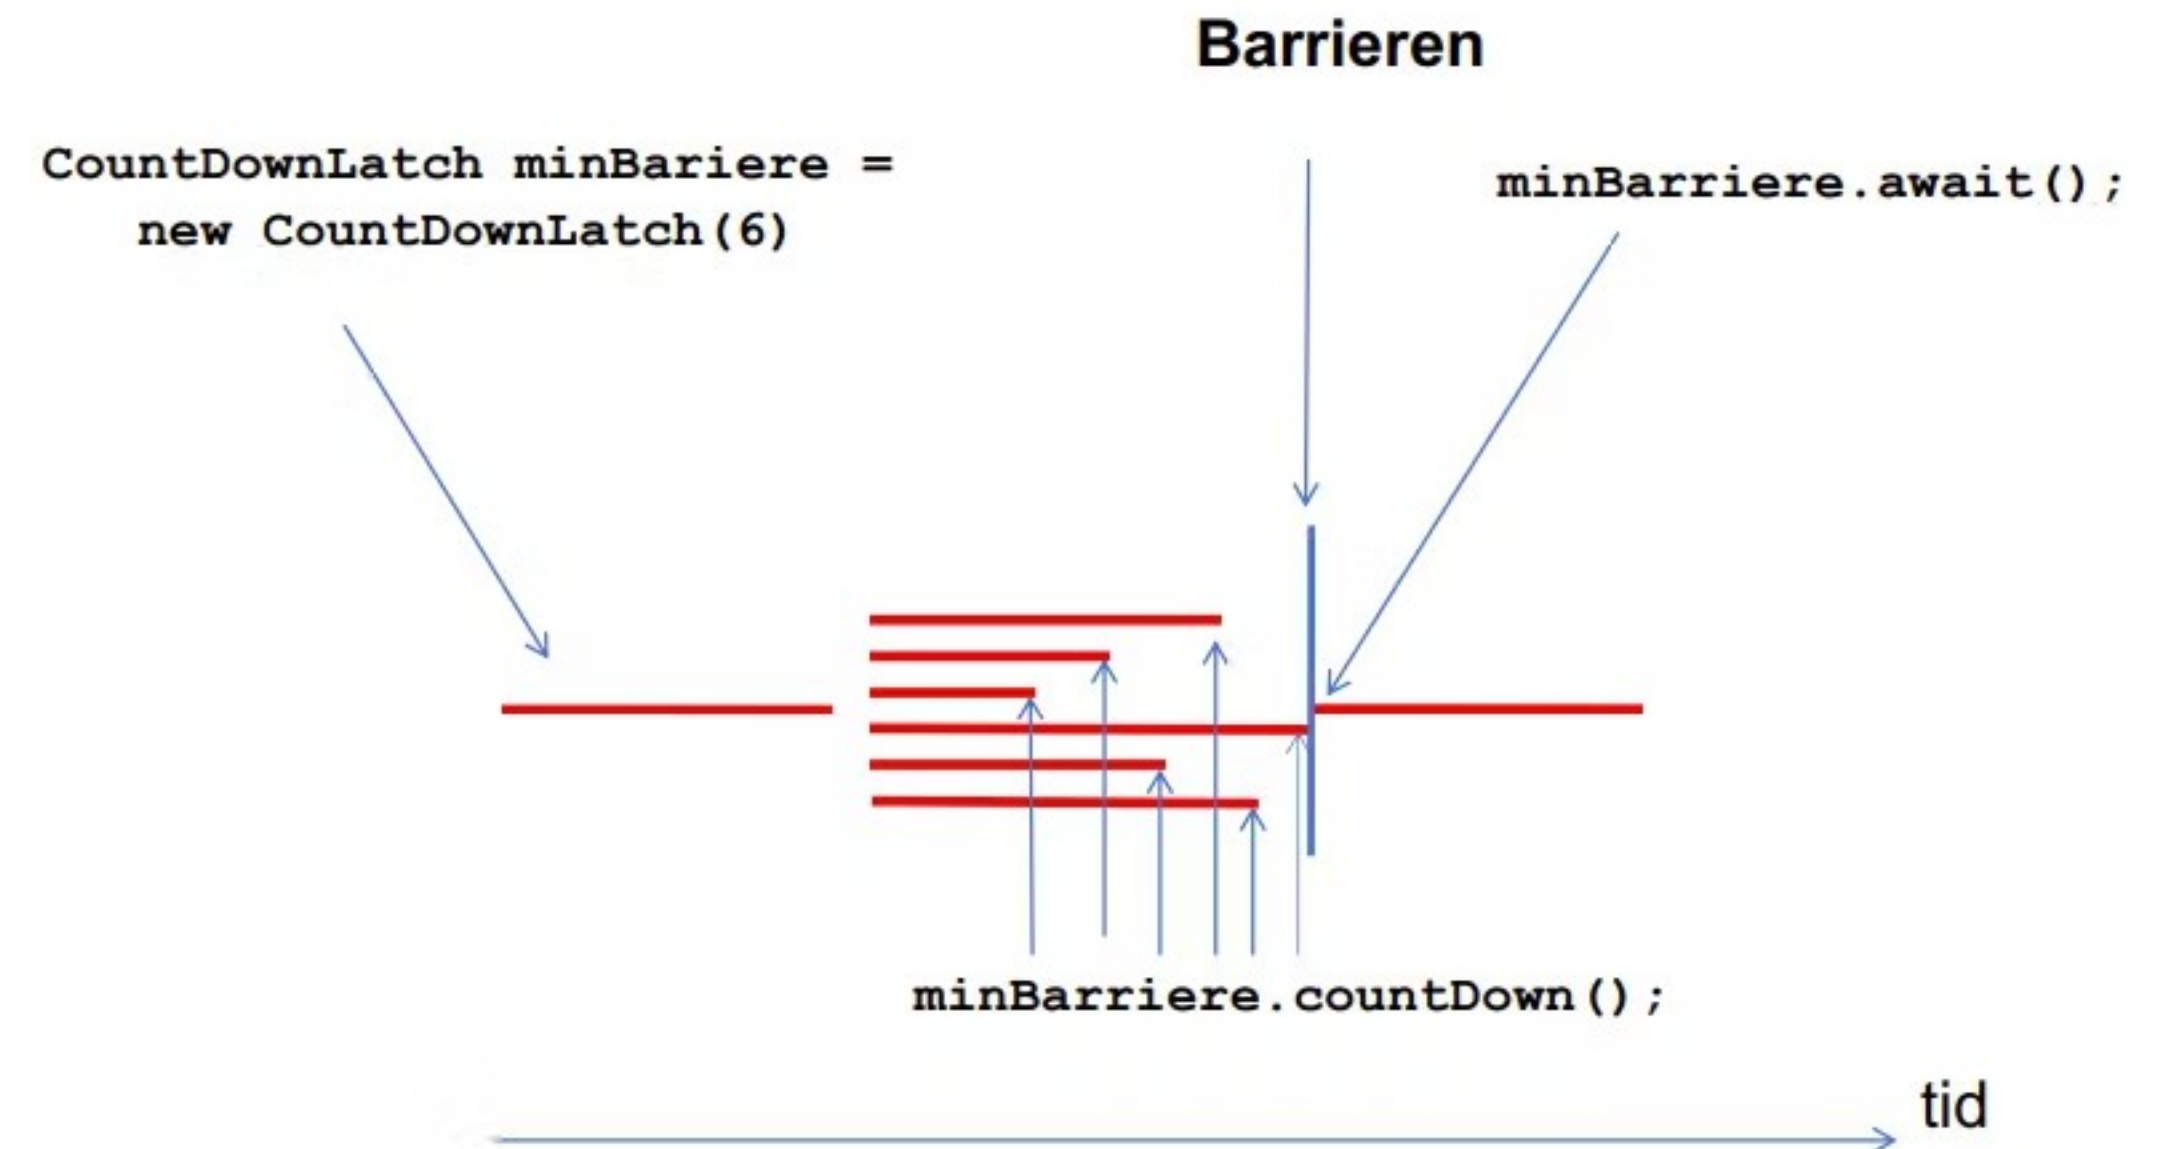 Barrieren
CountDownLatch minBariere =
new CountDownLatch(6)
minBarriere.await();
minBarriere.countDown();
tid